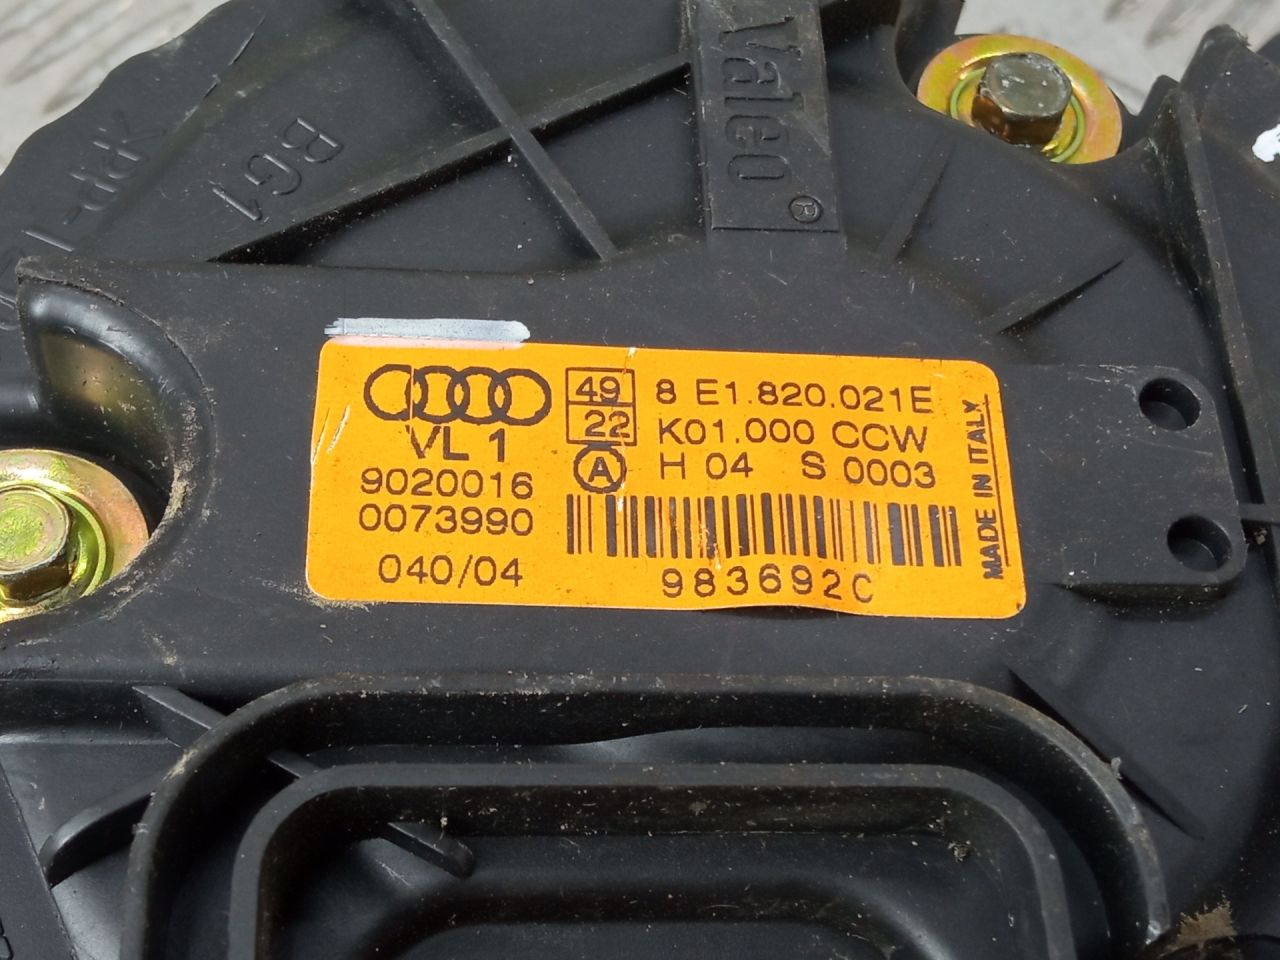 Valeo®
BG1
VL 1
9020016
0073990
040/04
49
22
A
8 E1.820.021E
K01.000 CCW
H 04 S 0003
983692C
MADE IN ITALY